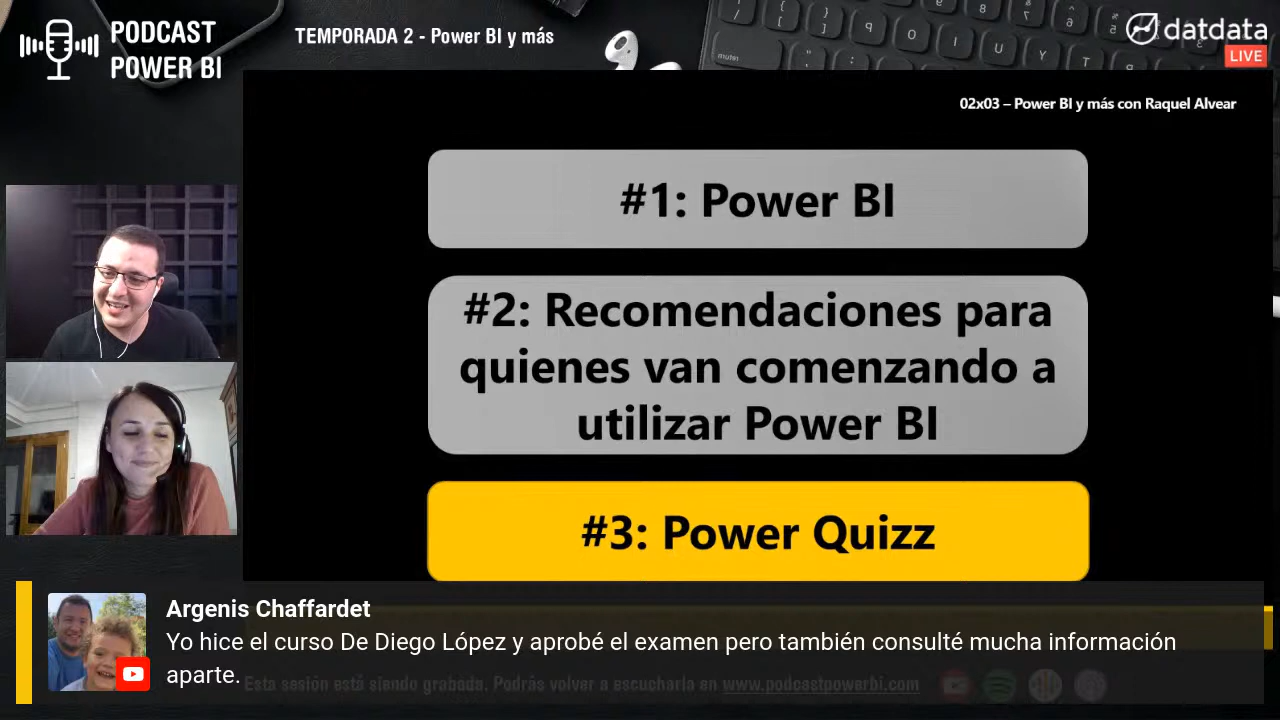 PODCAST
POWER BI
TEMPORADA 2 - Power BI y más
datdata
LIVE
02x03 – Power BI y más con Raquel Alvear
#1: Power BI
#2: Recomendaciones para
quienes van comenzando a
utilizar Power BI
#3: Power Quizz
Argenis Chaffardet
Yo hice el curso De Diego López y aprobé el examen pero también consulté mucha información
aparte.
Esta sesión está siendo grabada. Podrás volver a escucharla en www.podcastpowerbi.com